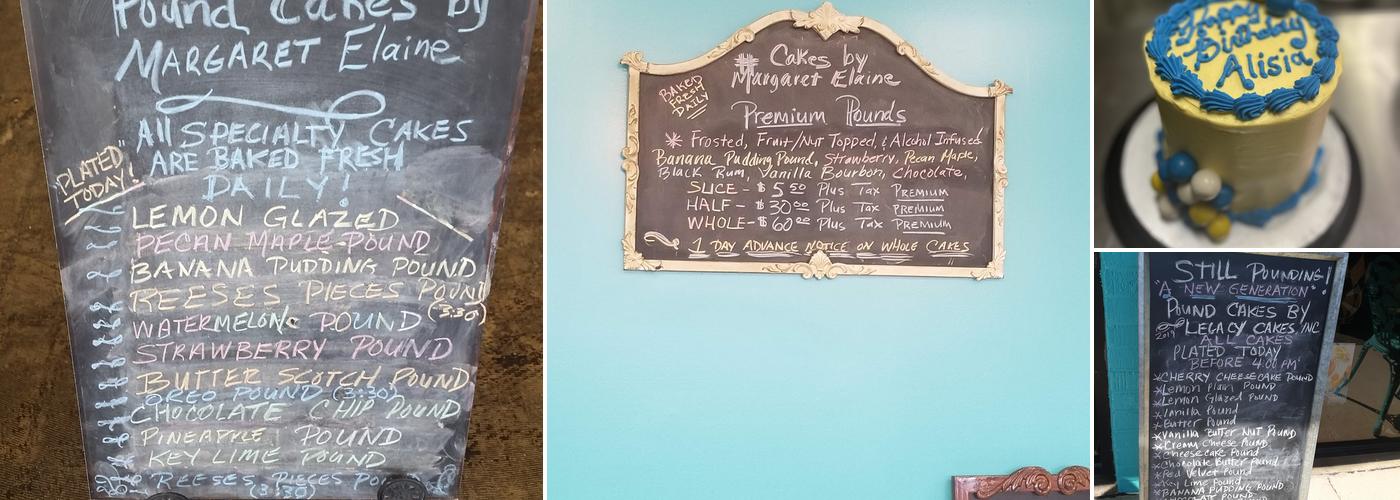 Pound Cakes by
MARGARET Elaine
All SPECIALTY CAKES
ARE BAKED FRESH
DAILY!
"PLATED"
TODAY!
LEMON GLAZED
PECAN MAPLE POUND
BANANA PUDDING POUND
REESES PIECES POUND
(3:30)
WATERMELON POUND
STRAWBERRY POUND
BUTTER SCOTCH POUND
OREO POUND (3:30)
CHOCOLATE CHIP POUND
PINEAPPLE POUND
KEY LIME POUND
REESES PIECES Po
(3:30)
Cakes by
Margaret Elaine
BAKED
FRESH
DAILY
Premium Pounds
* Frosted, Fruit/Nut Topped, & Alcohol Infused
Banana Pudding Pound, Strawberry, Pecan Maple,
Black Rum, Vanilla Bourbon, Chocolate,
SLICE - $5.50 Plus Tax PREMIUM
HALF - $30.00 Plus Tax PREMIUM
WHOLE - $60.00 Plus Tax PREMIUM
1 DAY ADVANCE NOTICE ON WHOLE CAKES
Happy
Birthday
Alisia
STILL POUNDING!
"A NEW GENERATION"
POUND CAKES BY
LEGACY CAKES INC
2019
ALL CAKES
PLATED TODAY
BEFORE 4:00 PM
*CHERRY CHEESECAKE POUND
*Lemon Plain Pound
*Lemon Glazed Pound
*Vanilla Pound
*Butter Pound
*Vanilla Butter Nut Pound
*Creamy Cheese Pound
*Cheesecake Pound
*Chocolate Butter Pound
*Red Velvet Pound
*Key Lime Pound
*BANANA PUDDING POUND
CHOCOLATE POUND